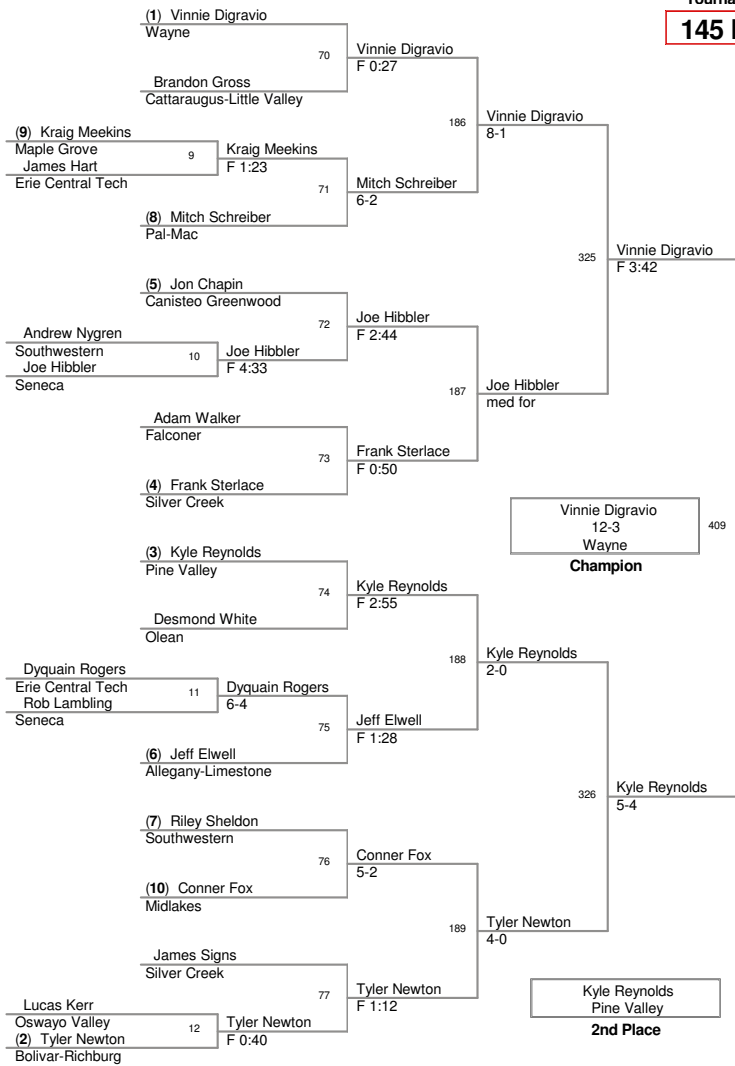 Tourna
145
(1) Vinnie Digravio
Wayne
70
Vinnie Digravio
F 0:27
Brandon Gross
Cattaraugus-Little Valley
186
Vinnie Digravio
8-1
(9) Kraig Meekins
Maple Grove
9
James Hart
Erie Central Tech
Kraig Meekins
F 1:23
71
Mitch Schreiber
6-2
(8) Mitch Schreiber
Pal-Mac
325
Vinnie Digravio
F 3:42
(5) Jon Chapin
Canisteo Greenwood
72
Joe Hibbler
F 2:44
Andrew Nygren
Southwestern
10
Joe Hibbler
Seneca
Joe Hibbler
F 4:33
187
Joe Hibbler
med for
Adam Walker
Falconer
73
Frank Sterlace
F 0:50
(4) Frank Sterlace
Silver Creek
Vinnie Digravio
12-3
Wayne
409
Champion
(3) Kyle Reynolds
Pine Valley
74
Kyle Reynolds
F 2:55
Desmond White
Olean
188
Kyle Reynolds
2-0
Dyquain Rogers
Erie Central Tech
11
Rob Lambling
Seneca
Dyquain Rogers
6-4
75
Jeff Elwell
F 1:28
(6) Jeff Elwell
Allegany-Limestone
326
Kyle Reynolds
5-4
(7) Riley Sheldon
Southwestern
76
Conner Fox
5-2
(10) Conner Fox
Midlakes
189
Tyler Newton
4-0
James Signs
Silver Creek
77
Tyler Newton
F 1:12
Lucas Kerr
Oswayo Valley
12
(2) Tyler Newton
Bolivar-Richburg
Tyler Newton
F 0:40
Kyle Reynolds
Pine Valley
2nd Place